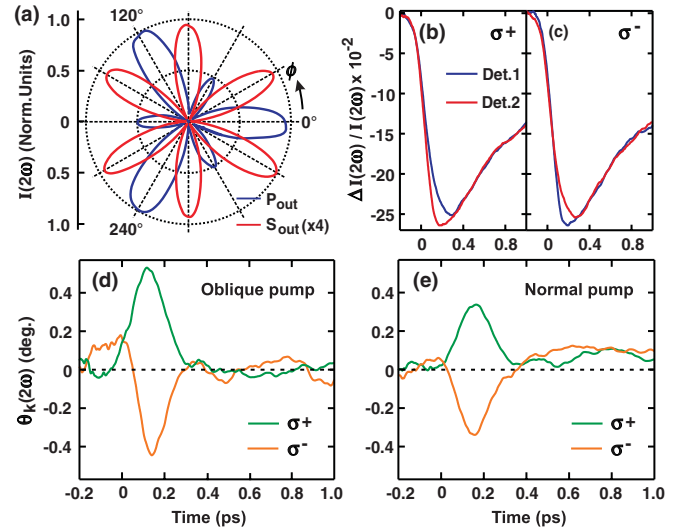 (a)
120°
ϕ
0°
240°
I(2ω) (Norm.Units)
1.0
0.5
0
0.5
1.0
P out
S out (x4)
(b)
σ+
(c)
σ-
Det.1
Det.2
ΔI(2ω) / I(2ω) x 10-2
0
-5
-10
-15
-20
-25
0
0.4
0.8
0
0.4
0.8
(d)
Oblique pump
θk(2ω) (deg.)
0.4
0.2
0
-0.2
-0.4
σ+
σ-
-0.2
0
0.2
0.4
0.6
0.8
1.0
Time (ps)
(e)
Normal pump
0.4
0.2
0
-0.2
-0.4
σ+
σ-
-0.2
0
0.2
0.4
0.6
0.8
1.0
Time (ps)